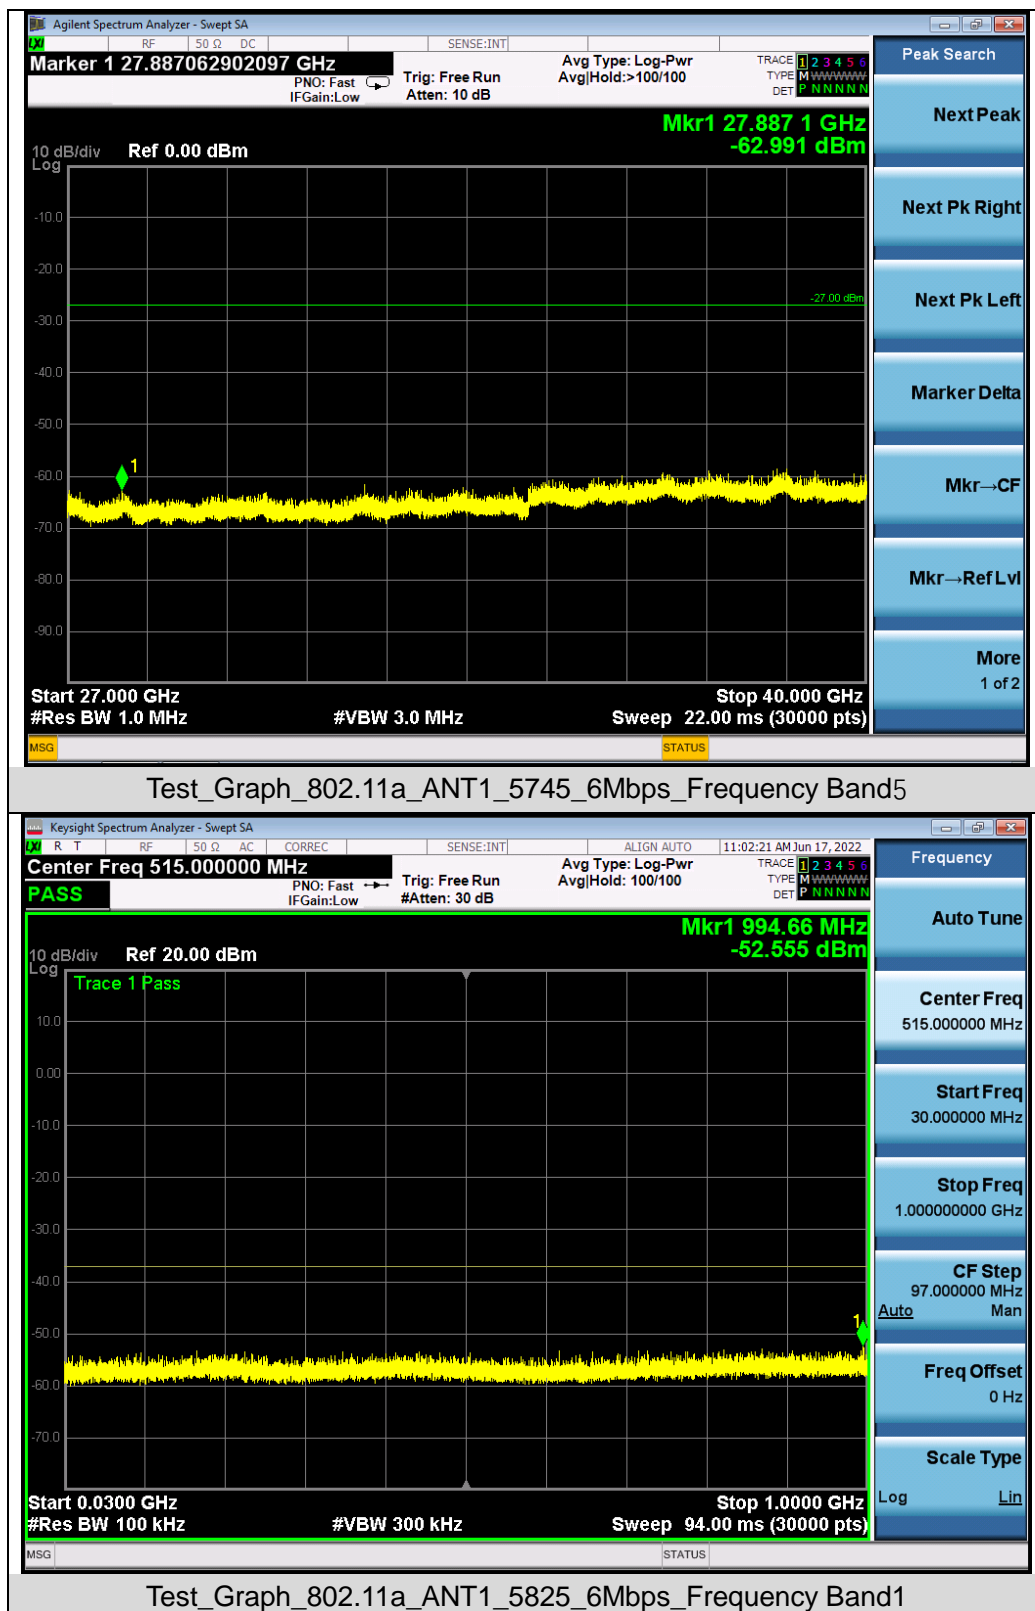 Agilent Spectrum Analyzer - Swept SA
LXI RF 50 Ω DC SENSE:INT
Marker 1 27.887062902097 GHz
PNO: Fast
IFGain:Low
Trig: Free Run
Atten: 10 dB
Avg Type: Log-Pwr
Avg|Hold:>100/100
TRACE 1 2 3 4 5 6
TYPE M WWWWW
DET P N N N N N
Mkr1 27.887 1 GHz
-62.991 dBm
10 dB/div Ref 0.00 dBm
Log
-10.0
-20.0
-27.00 dBm
-30.0
-40.0
-50.0
1
-60.0
-70.0
-80.0
-90.0
Start 27.000 GHz Stop 40.000 GHz
#Res BW 1.0 MHz #VBW 3.0 MHz Sweep 22.00 ms (30000 pts)
MSG STATUS
Peak Search
Next Peak
Next Pk Right
Next Pk Left
Marker Delta
Mkr→CF
Mkr→Ref Lvl
More
1 of 2
Test_Graph_802.11a_ANT1_5745_6Mbps_Frequency Band5
Keysight Spectrum Analyzer - Swept SA
LXI R T RF 50 Ω AC CORREC SENSE:INT ALIGN AUTO 11:02:21 AM Jun 17, 2022
Center Freq 515.000000 MHz
PASS
PNO: Fast
IFGain:Low
Trig: Free Run
#Atten: 30 dB
Avg Type: Log-Pwr
Avg|Hold: 100/100
TRACE 1 2 3 4 5 6
TYPE M WWWWW
DET P N N N N N
Mkr1 994.66 MHz
-52.555 dBm
10 dB/div Ref 20.00 dBm
Log
Trace 1 Pass
10.0
0.00
-10.0
-20.0
-30.0
-40.0
1
-50.0
-60.0
-70.0
Start 0.0300 GHz Stop 1.0000 GHz
#Res BW 100 kHz #VBW 300 kHz Sweep 94.00 ms (30000 pts)
MSG STATUS
Frequency
Auto Tune
Center Freq
515.000000 MHz
Start Freq
30.000000 MHz
Stop Freq
1.000000000 GHz
CF Step
97.000000 MHz
Auto Man
Freq Offset
0 Hz
Scale Type
Log Lin
Test_Graph_802.11a_ANT1_5825_6Mbps_Frequency Band1